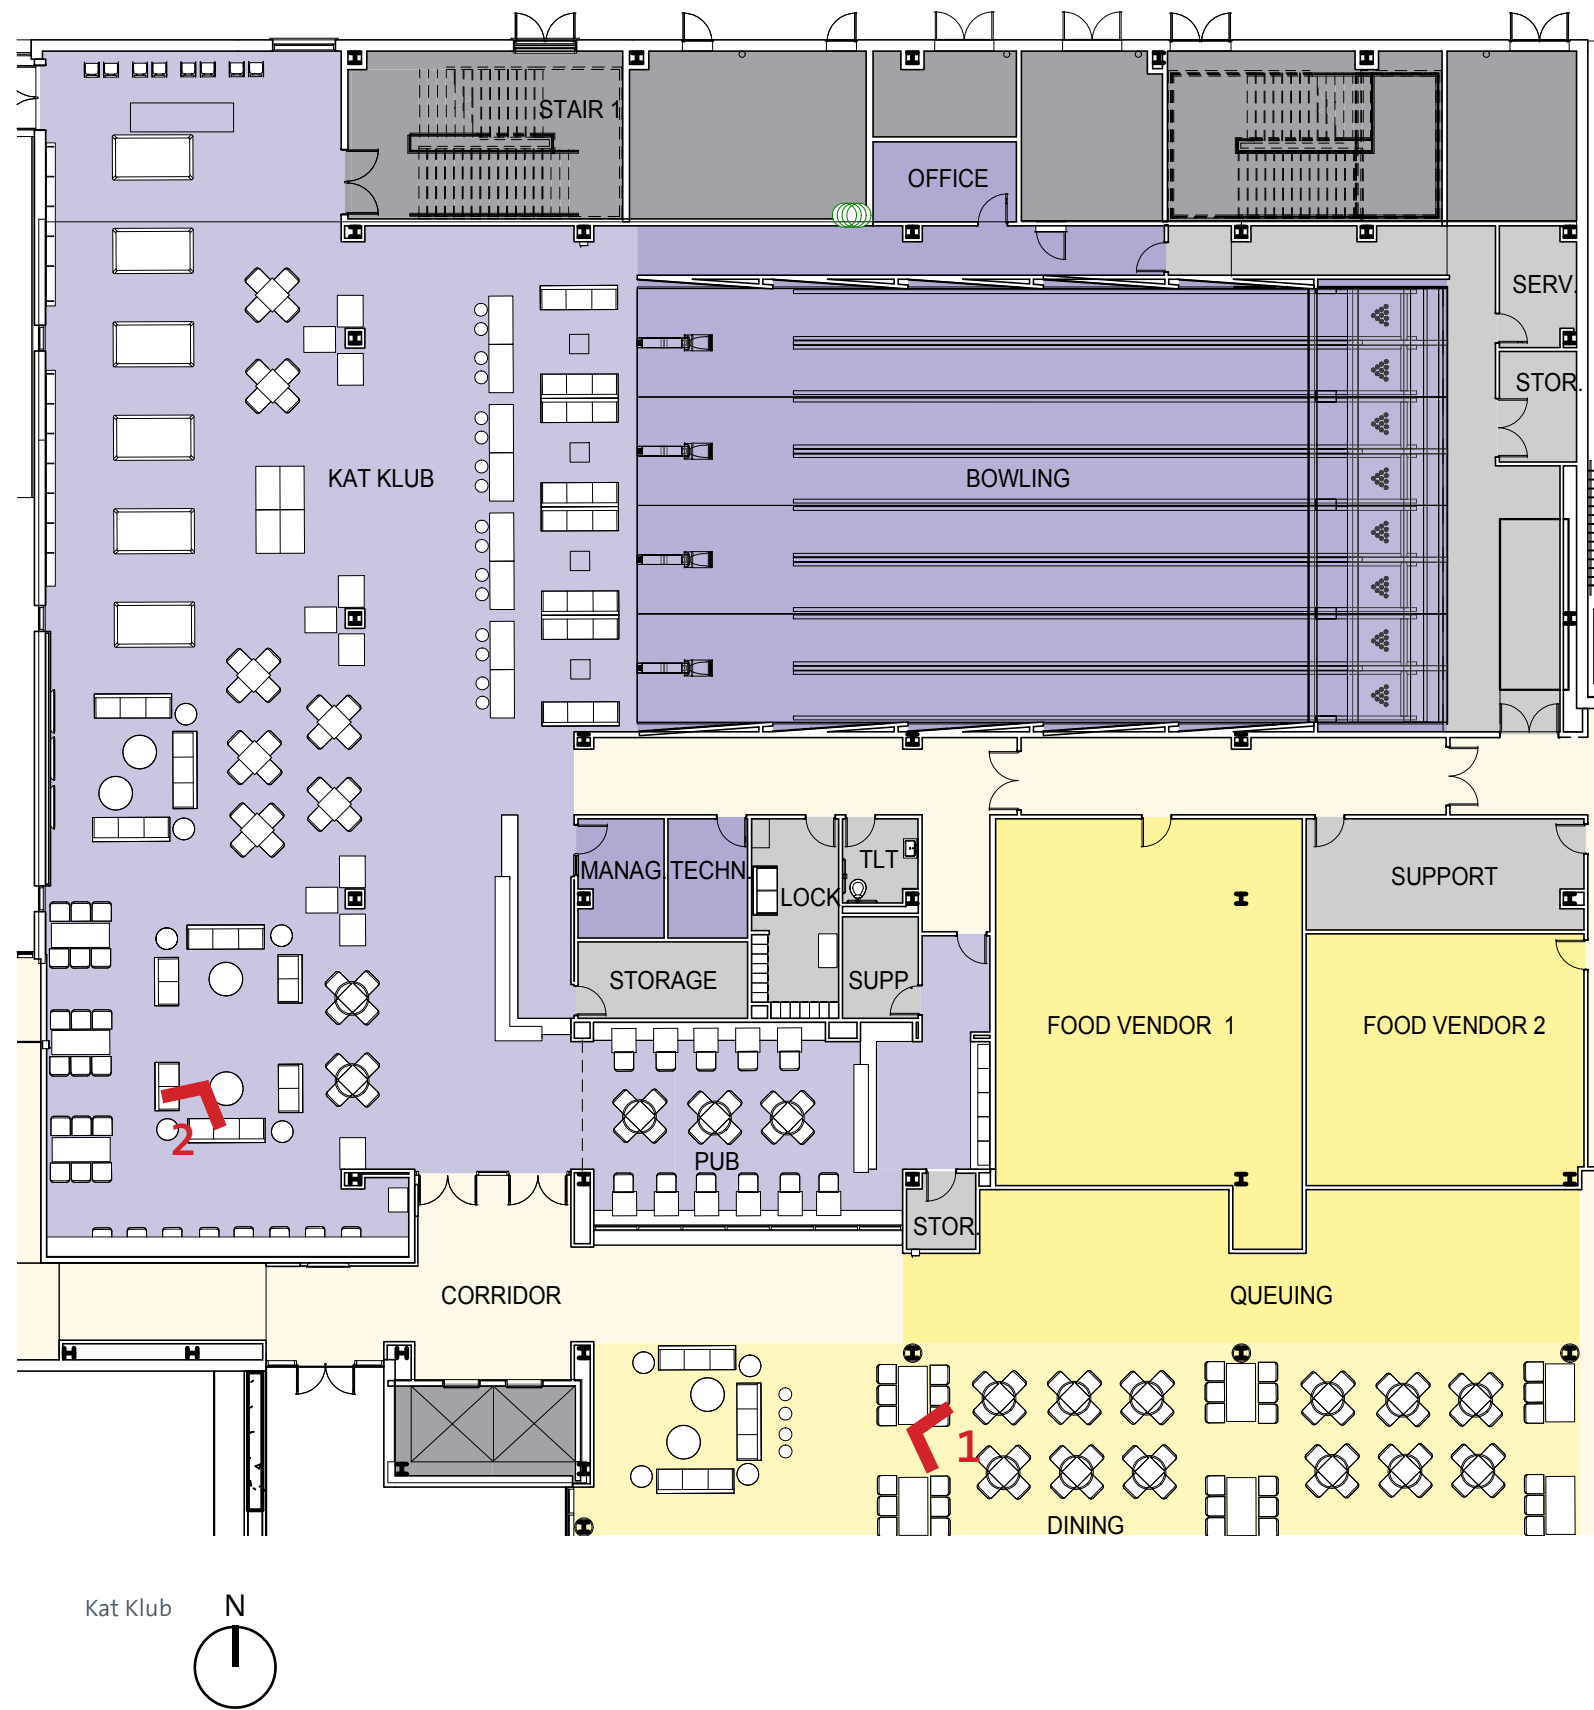 STAIR 1
OFFICE
SERV.
STOR.
KAT KLUB
BOWLING
MANAG.
TECHN.
TLT
LOCK
SUPPORT
STORAGE
SUPP.
FOOD VENDOR 1
FOOD VENDOR 2
2
PUB
STOR.
CORRIDOR
QUEUING
1
DINING
Kat Klub
N